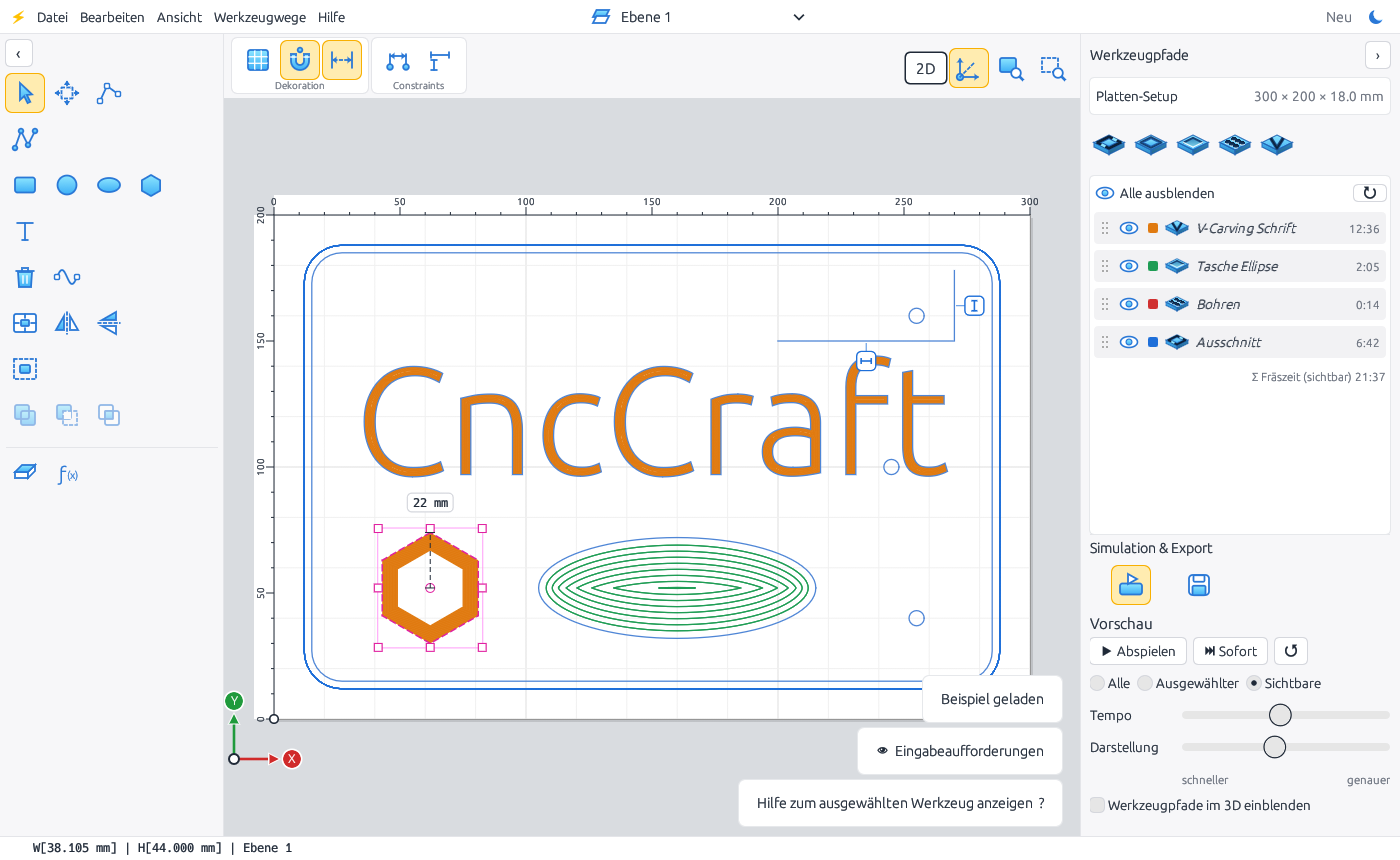 Datei Bearbeiten Ansicht Werkzeugwege Hilfe
Ebene 1
Neu
Dekoration
Constraints
2D
Werkzeugpfade
Platten-Setup 300 × 200 × 18.0 mm
Alle ausblenden
V-Carving Schrift 12:36
Tasche Ellipse 2:05
Bohren 0:14
Ausschnitt 6:42
Σ Fräszeit (sichtbar) 21:37
0 50 100 150 200 250 300
200
150
100
50
0
CncCraft
22 mm
Y
X
Beispiel geladen
Eingabeaufforderungen
Hilfe zum ausgewählten Werkzeug anzeigen ?
Simulation & Export
Vorschau
Abspielen Sofort
Alle Ausgewählter Sichtbare
Tempo
Darstellung
schneller genauer
Werkzeugpfade im 3D einblenden
W[38.105 mm] | H[44.000 mm] | Ebene 1